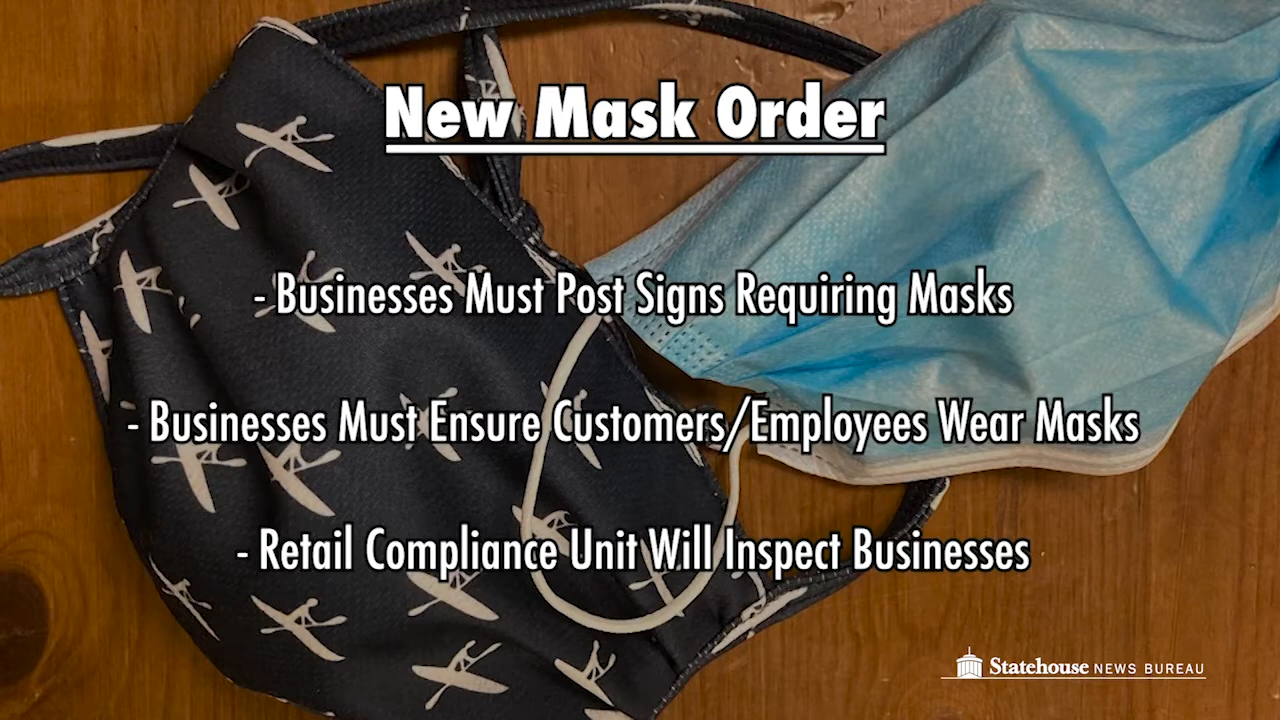 New Mask Order
- Businesses Must Post Signs Requiring Masks
- Businesses Must Ensure Customers/Employees Wear Masks
- Retail Compliance Unit Will Inspect Businesses
Statehouse NEWS BUREAU